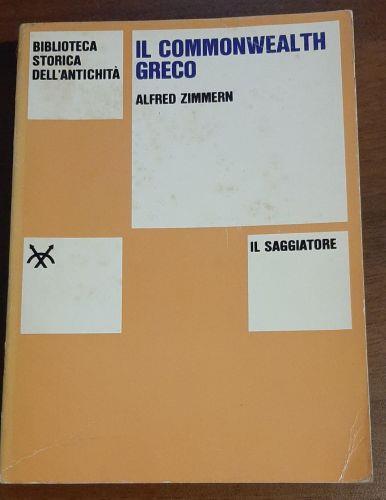 BIBLIOTECA
STORICA
DELL'ANTICHITÀ
IL COMMONWEALTH
GRECO
ALFRED ZIMMERN
IL SAGGIATORE